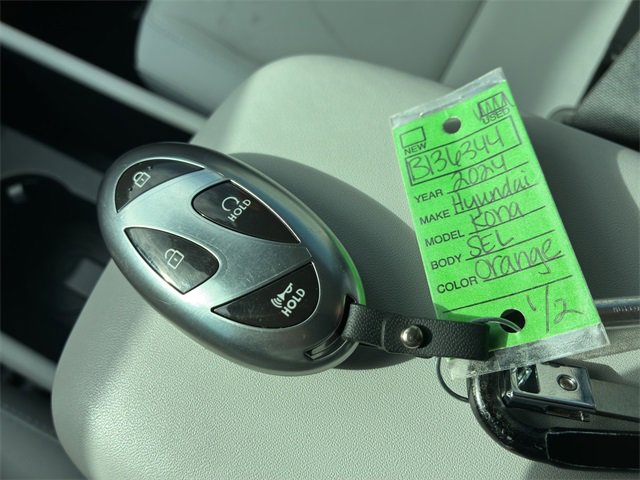 HOLD
HOLD
NEW USED
B136344
YEAR 2024
MAKE Hyundai
MODEL Kona
BODY SEL
COLOR Orange
1/2